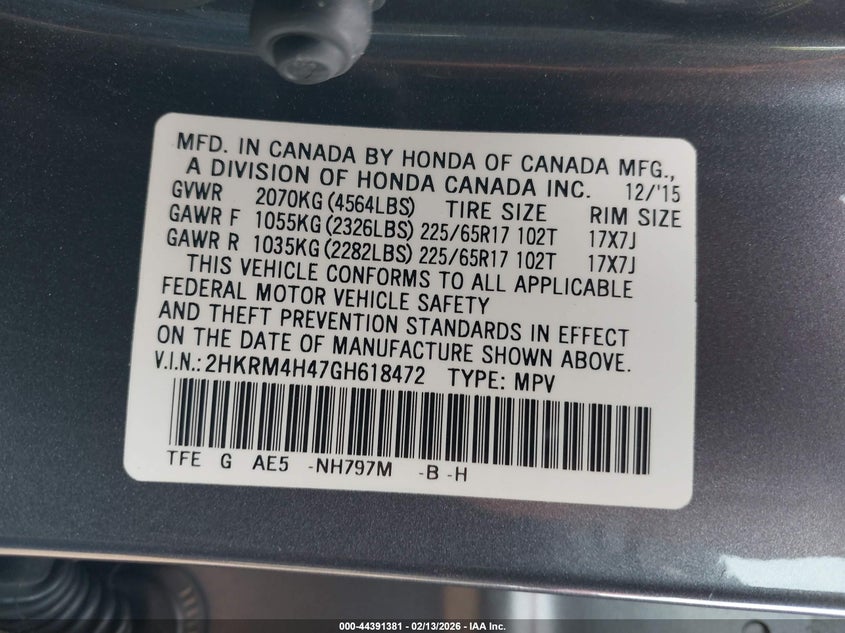 MFD. IN CANADA BY HONDA OF CANADA MFG.,
A DIVISION OF HONDA CANADA INC. 12/'15
GVWR 2070KG(4564LBS) TIRE SIZE RIM SIZE
GAWR F 1055KG(2326LBS) 225/65R17 102T 17X7J
GAWR R 1035KG(2282LBS) 225/65R17 102T 17X7J
THIS VEHICLE CONFORMS TO ALL APPLICABLE
FEDERAL MOTOR VEHICLE SAFETY
AND THEFT PREVENTION STANDARDS IN EFFECT
ON THE DATE OF MANUFACTURE SHOWN ABOVE.
V.I.N.: 2HKRM4H47GH618472 TYPE: MPV
TFE G AE5 -NH797M -B -H
000-44391381 | 02/13/2026 - IAA Inc.